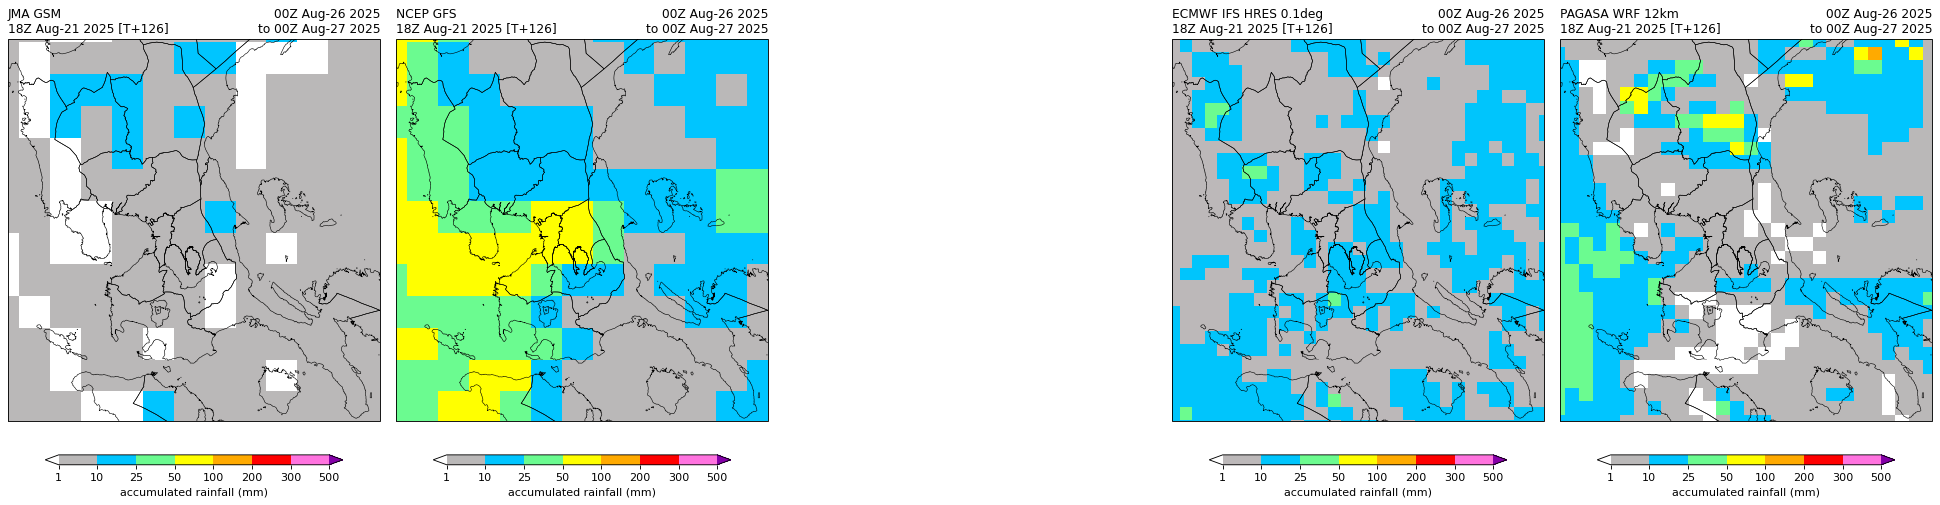 JMA GSM 00Z Aug-26 2025
18Z Aug-21 2025 [T+126] to 00Z Aug-27 2025
NCEP GFS 00Z Aug-26 2025
18Z Aug-21 2025 [T+126] to 00Z Aug-27 2025
ECMWF IFS HRES 0.1deg 00Z Aug-26 2025
18Z Aug-21 2025 [T+126] to 00Z Aug-27 2025
PAGASA WRF 12km 00Z Aug-26 2025
18Z Aug-21 2025 [T+126] to 00Z Aug-27 2025
1 10 25 50 100 200 300 500
accumulated rainfall (mm)
1 10 25 50 100 200 300 500
accumulated rainfall (mm)
1 10 25 50 100 200 300 500
accumulated rainfall (mm)
1 10 25 50 100 200 300 500
accumulated rainfall (mm)